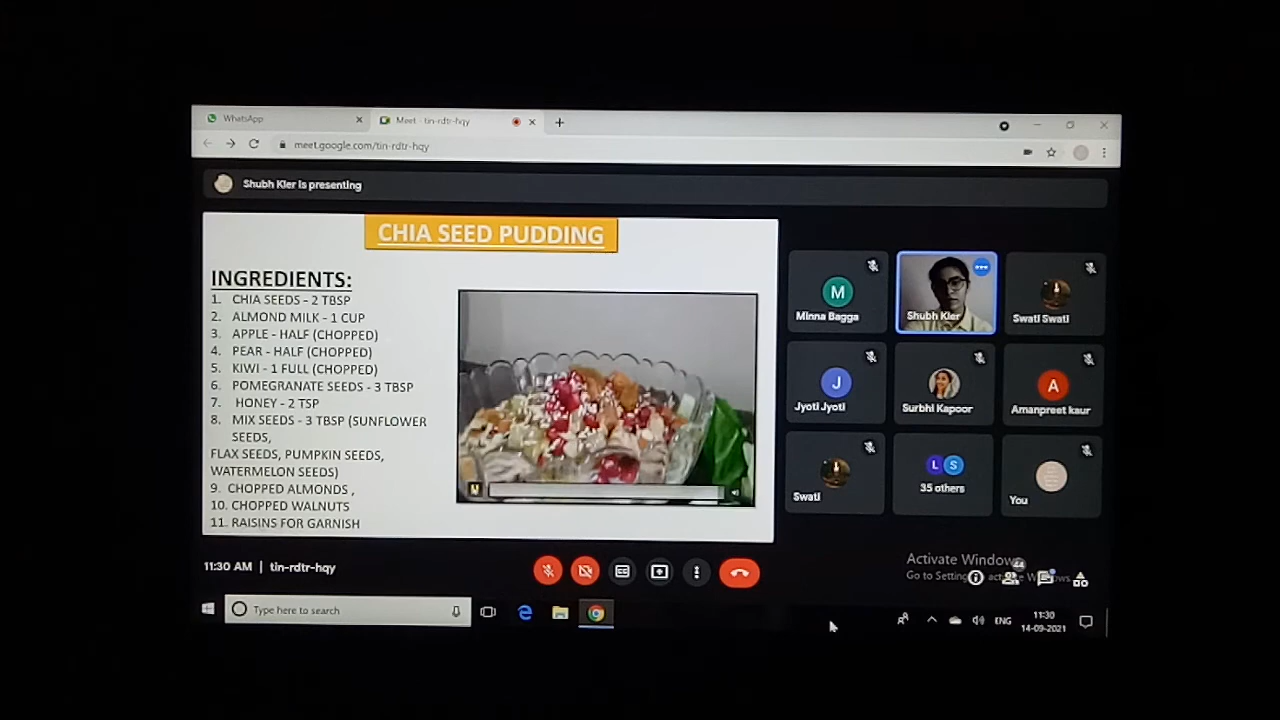 WhatsApp
Meet - tin-rdtr-hqy
meet.google.com/tin-rdtr-hqy
Shubh Kler is presenting
CHIA SEED PUDDING
INGREDIENTS:
1. CHIA SEEDS - 2 TBSP
2. ALMOND MILK - 1 CUP
3. APPLE - HALF (CHOPPED)
4. PEAR - HALF (CHOPPED)
5. KIWI - 1 FULL (CHOPPED)
6. POMEGRANATE SEEDS - 3 TBSP
7. HONEY - 2 TSP
8. MIX SEEDS - 3 TBSP (SUNFLOWER
SEEDS,
FLAX SEEDS, PUMPKIN SEEDS,
WATERMELON SEEDS)
9. CHOPPED ALMONDS ,
10. CHOPPED WALNUTS
11. RAISINS FOR GARNISH
M
Minna Bagga
Shubh Kler
Swati Swati
J
Jyoti Jyoti
Surbhi Kapoor
A
Amanpreet kaur
Swati
L S
35 others
You
11:30 AM | tin-rdtr-hqy
Activate Windows
Go to Setting
44
Type here to search
ENG
11:30
14-09-2021